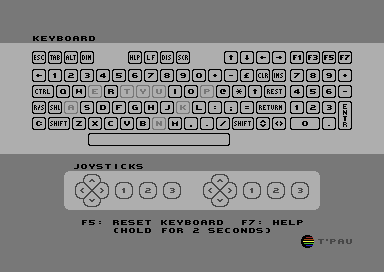 KEYBOARD
ESC TAB ALT DIN HLP LF DIS SCR ↑ ↓ ← → F1 F3 F5 F7
← 1 2 3 4 5 6 7 8 9 0 + - £ CLR INS 7 8 9 +
CTRL Q W E R T Y U I O P @ * ↑ REST 4 5 6 -
R/S SHL A S D F G H J K L : ; = RETURN 1 2 3 ENTR
C= SHIFT Z X C V B N M , . / SHIFT 0 .
JOYSTICKS
1 2 3 1 2 3
F5: RESET KEYBOARD F7: HELP
(HOLD FOR 2 SECONDS)
T'PAU